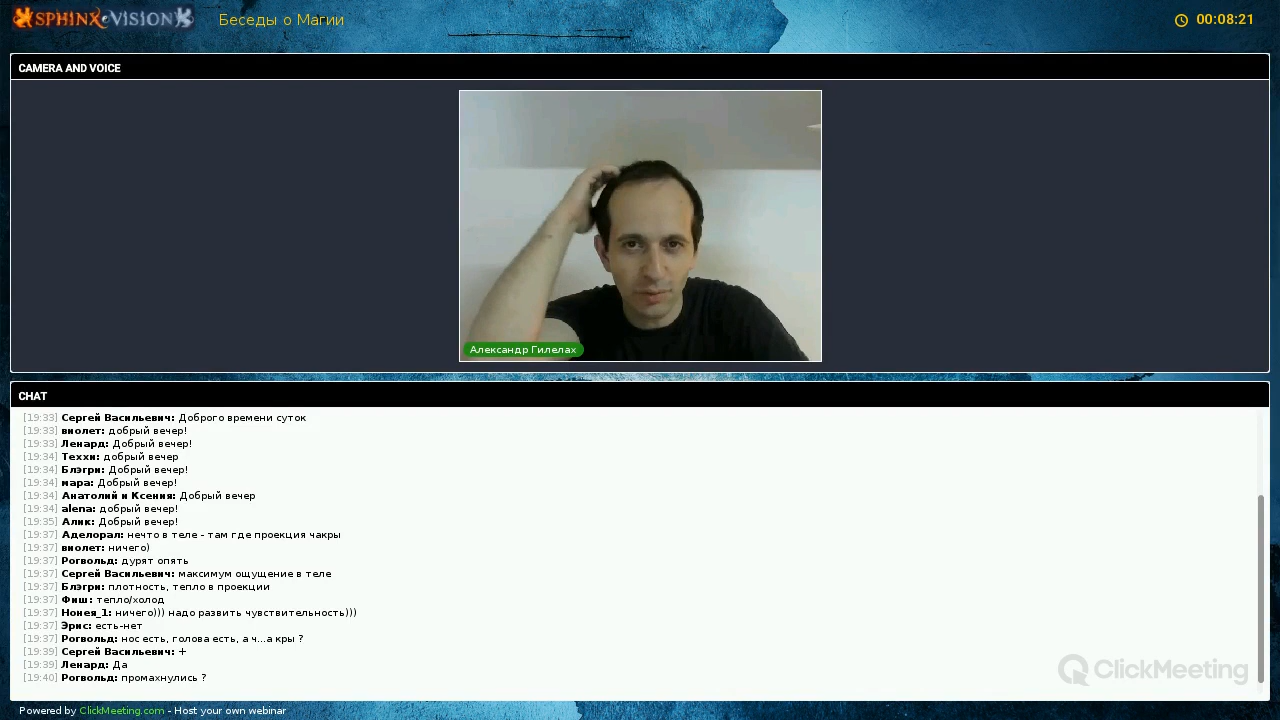 SPHINX VISION Беседы о Магии 00:08:21
CAMERA AND VOICE
Александр Гилелах
CHAT
[19:33] Сергей Васильевич: Доброго времени суток
[19:33] виолет: добрый вечер!
[19:33] Ленард: Добрый вечер!
[19:34] Теххи: добрый вечер
[19:34] Блэгри: Добрый вечер!
[19:34] мара: Добрый вечер!
[19:34] Анатолий и Ксения: Добрый вечер
[19:34] alena: добрый вечер!
[19:35] Алик: Добрый вечер!
[19:37] Аделорал: нечто в теле - там где проекция чакры
[19:37] виолет: ничего)
[19:37] Рогвольд: дурят опять
[19:37] Сергей Васильевич: максимум ощущение в теле
[19:37] Блэгри: плотность, тепло в проекции
[19:37] Фиш: тепло/холод
[19:37] Нонея_1: ничего))) надо развить чувствительность)))
[19:37] Эрис: есть-нет
[19:37] Рогвольд: нос есть, голова есть, а ч...а кры ?
[19:39] Сергей Васильевич: +
[19:39] Ленард: Да
[19:40] Рогвольд: промахнулись ?
ClickMeeting
Powered by ClickMeeting.com - Host your own webinar